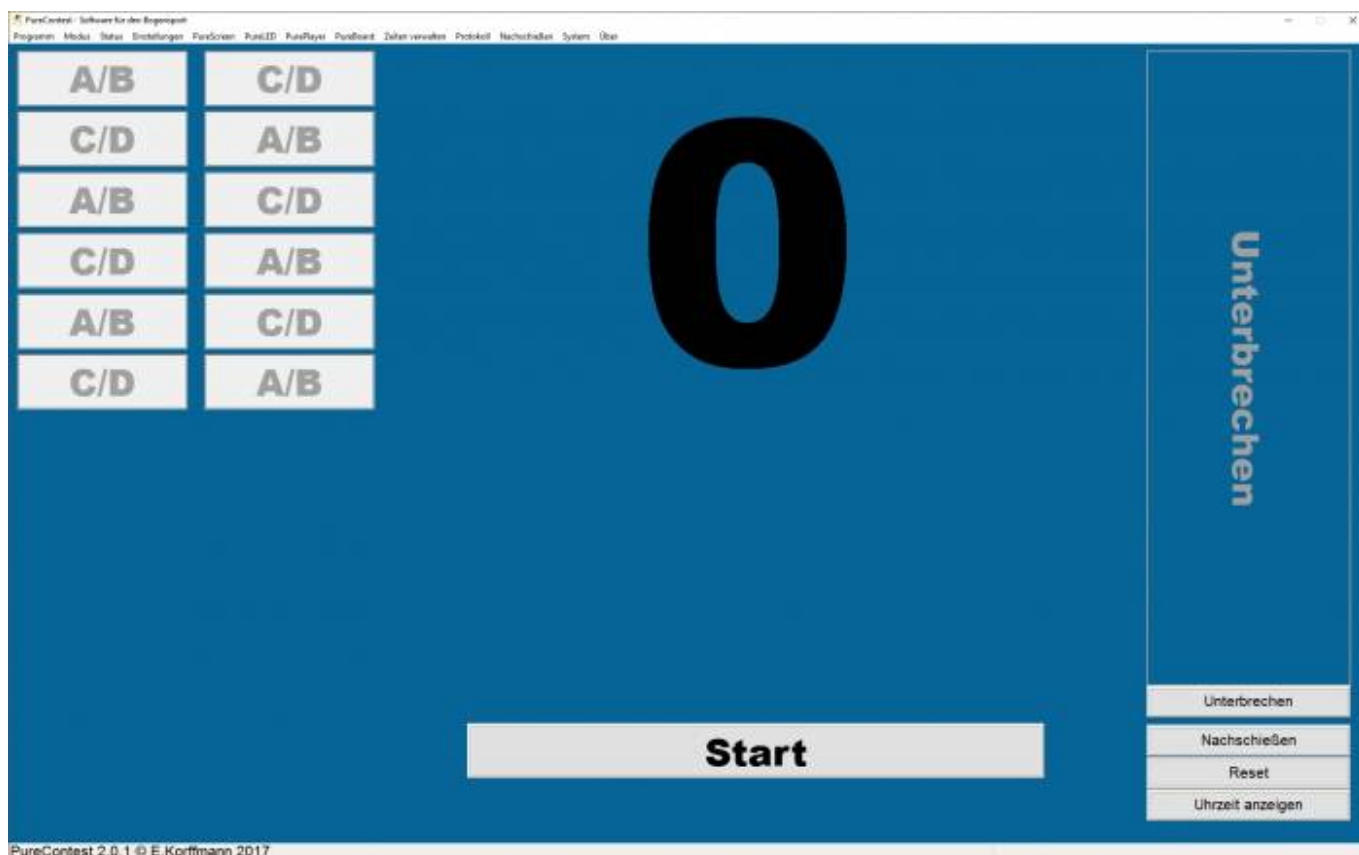 PureContest - Software für den Bogensport
Programm Modus Status Einstellungen PureScreen PureLED PurePlayer PureBoard Zeiten verwalten Protokoll Nachschießen System Über
A/B C/D
C/D A/B
A/B C/D
C/D A/B
A/B C/D
C/D A/B
0
Unterbrechen
Start
Unterbrechen
Nachschießen
Reset
Uhrzeit anzeigen
PureContest 2.0.1 © E.Korffmann 2017